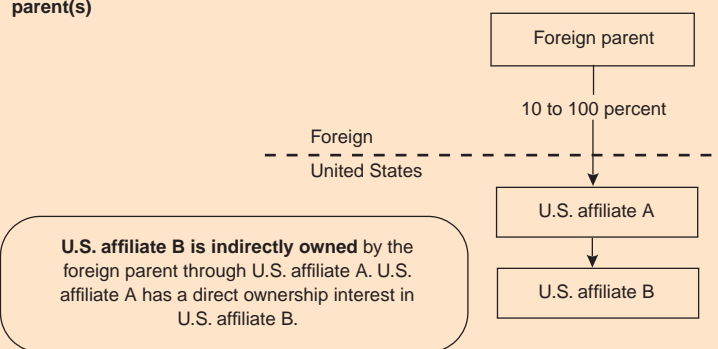 parent(s)
Foreign parent
10 to 100 percent
Foreign
United States
U.S. affiliate A
U.S. affiliate B is indirectly owned by the
foreign parent through U.S. affiliate A. U.S.
affiliate A has a direct ownership interest in
U.S. affiliate B.
U.S. affiliate B